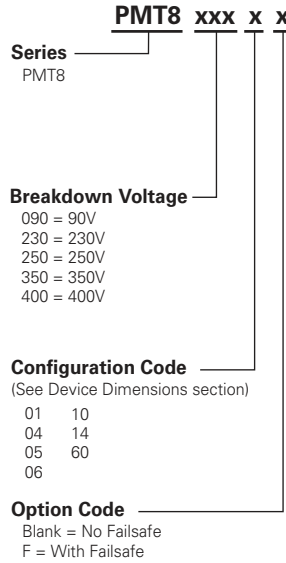 PMT8 xxx x x
Series
PMT8
Breakdown Voltage
090 = 90V
230 = 230V
250 = 250V
350 = 350V
400 = 400V
Configuration Code
(See Device Dimensions section)
01 10
04 14
05 60
06
Option Code
Blank = No Failsafe
F = With Failsafe